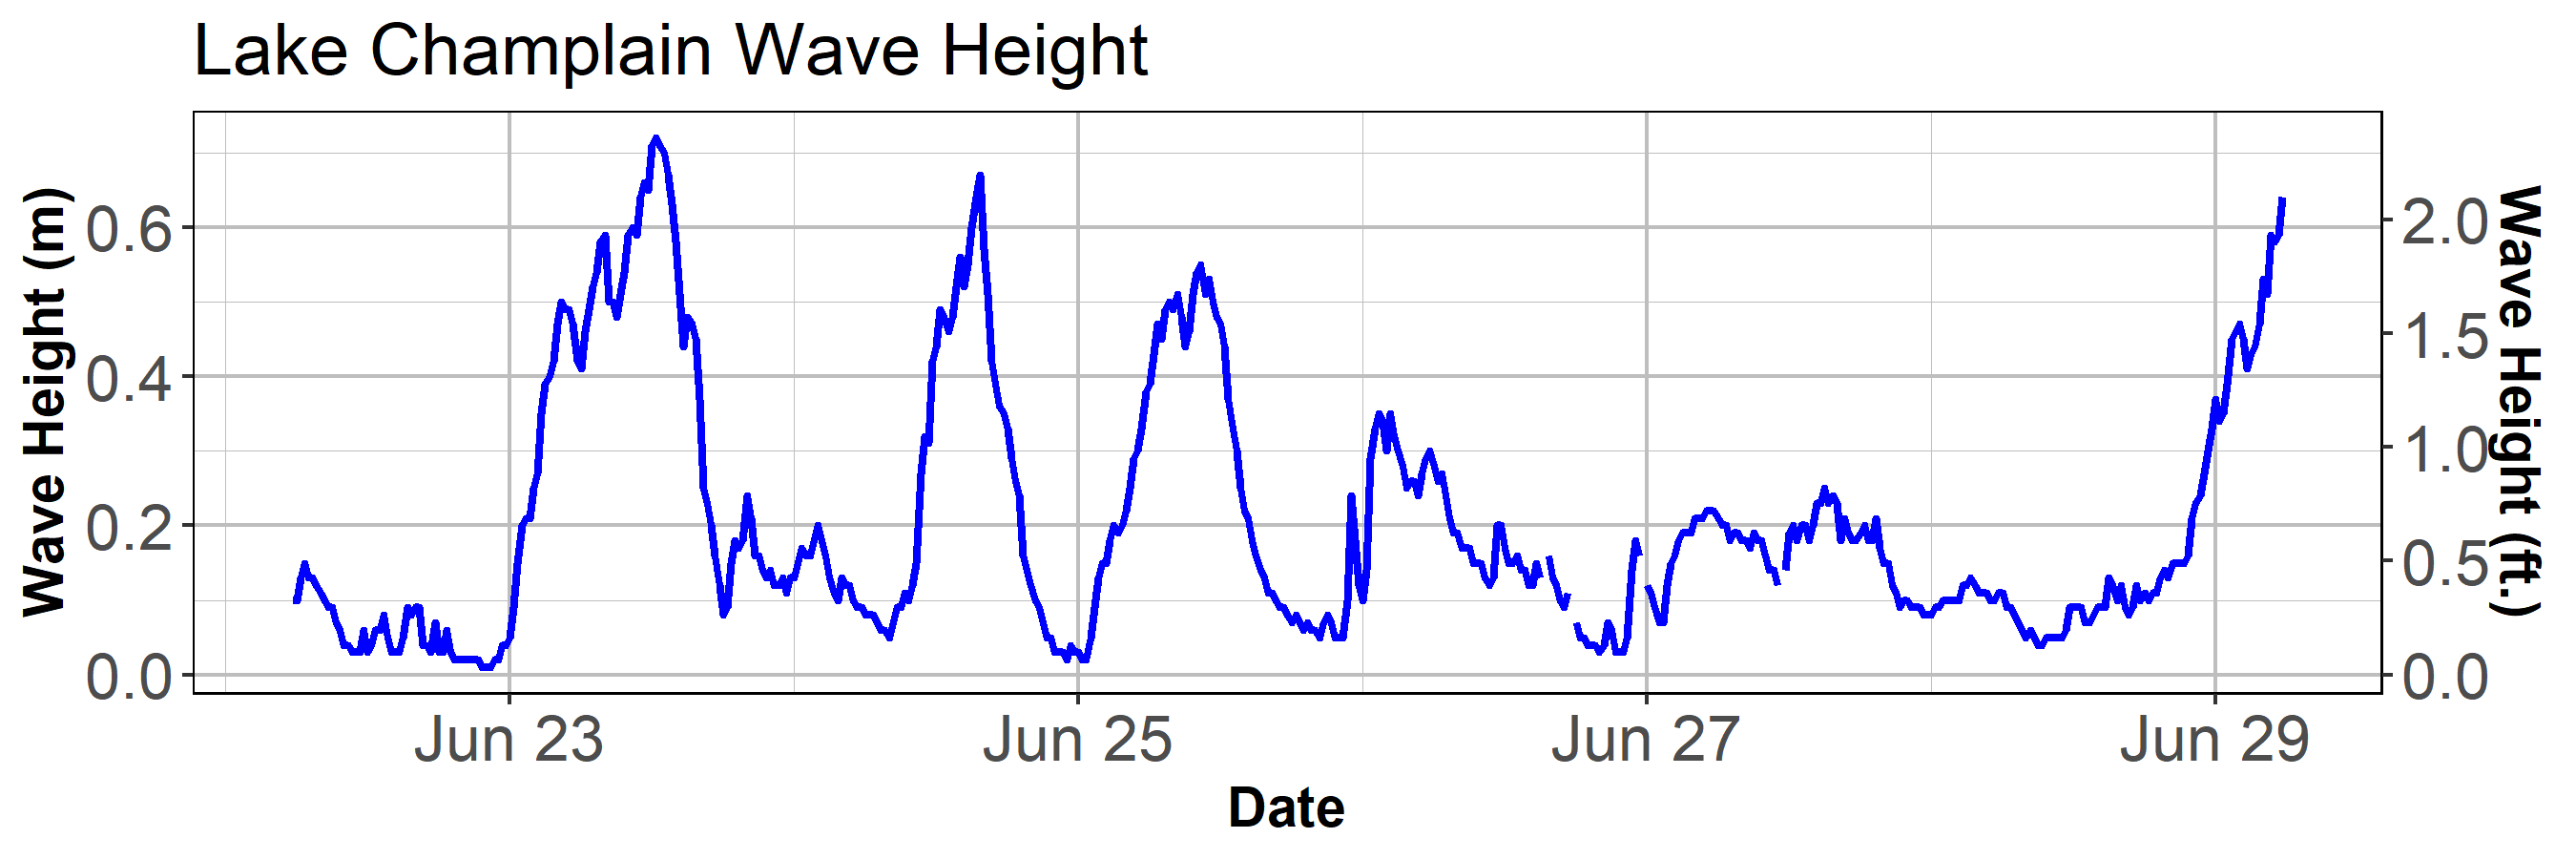 Lake Champlain Wave Height
Wave Height (m)
0.6
0.4
0.2
0.0
2.0
1.5
1.0
0.5
0.0
Wave Height (ft.)
Jun 23 Jun 25 Jun 27 Jun 29
Date